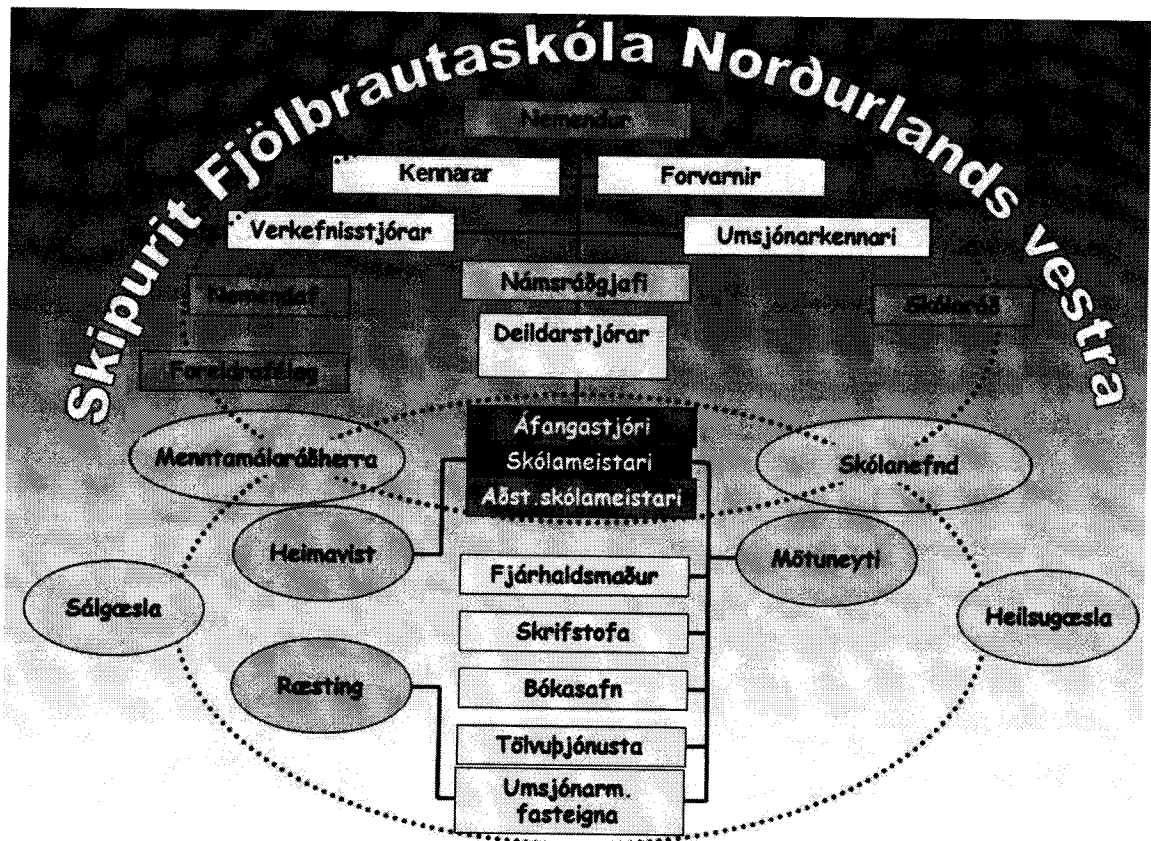 Skipurit Fjölbrautaskóla Norðurlands vestra
Nemendur
Kennarar
Forvarnir
Verkefnisstjórar
Umsjónarkennari
Námsráðgjafi
Nemendaf.
Skólaráð
Deildarstjórar
Foreldrafélag
Áfangastjóri
Menntamálaráðherra
Skólameistari
Skólanefnd
Aðst.skólameistari
Heimavist
Mötuneyti
Fjárhaldsmaður
Sálgæsla
Heilsugæsla
Skrifstofa
Ræsting
Bókasafn
Tölvuþjónusta
Umsjónarm.
fasteigna